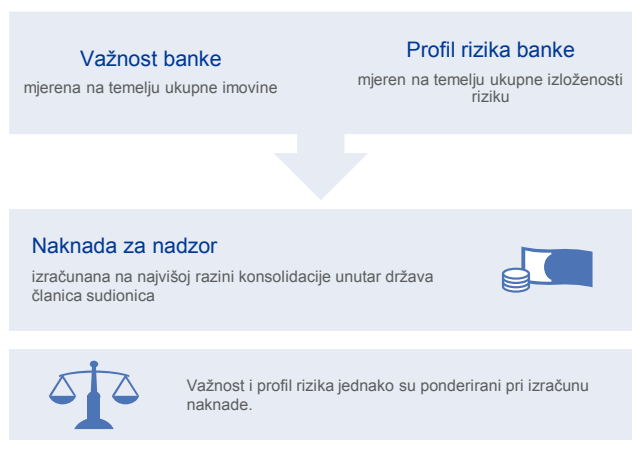 Važnost banke
mjerena na temelju ukupne imovine
Profil rizika banke
mjeren na temelju ukupne izloženosti
riziku
Naknada za nadzor
izračunana na najvišoj razini konsolidacije unutar država
članica sudionica
Važnost i profil rizika jednako su ponderirani pri izračunu
naknade.